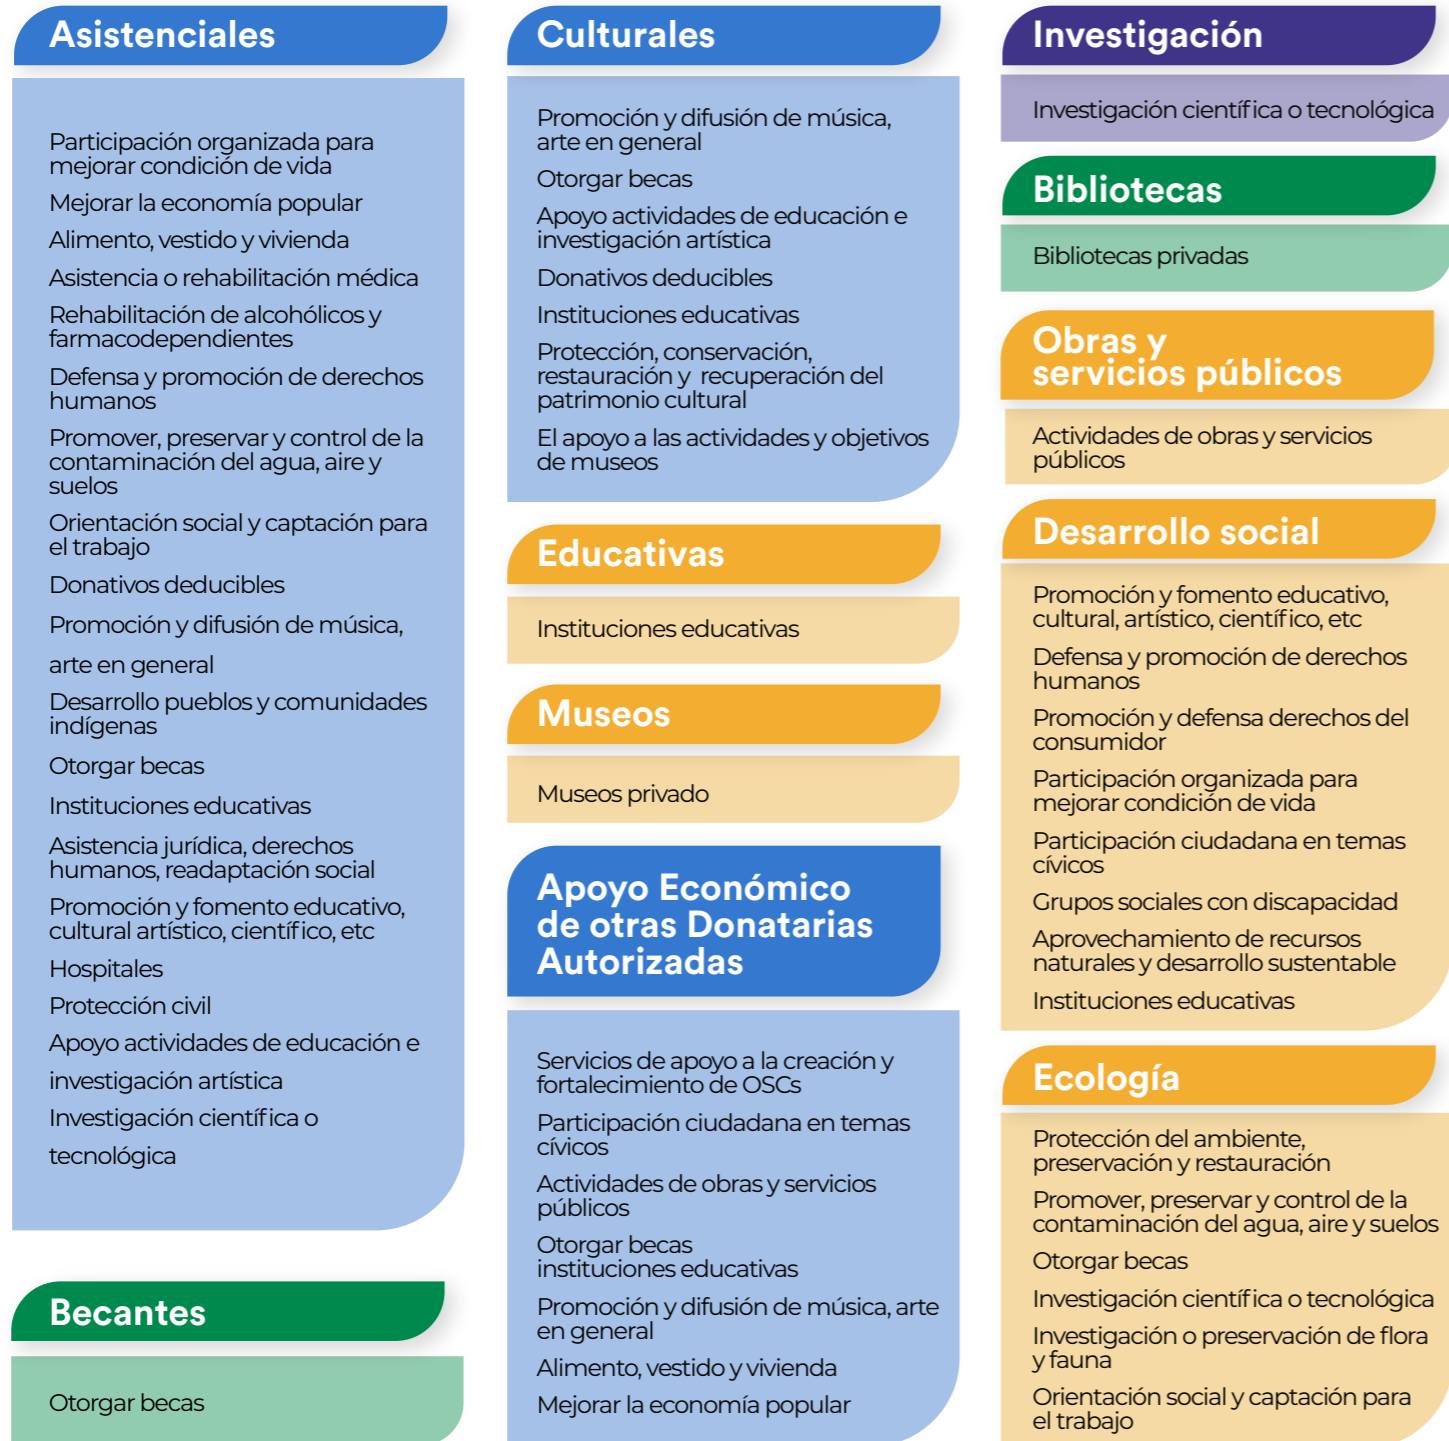 Asistenciales
Participación organizada para
mejorar condición de vida
Mejorar la economía popular
Alimento, vestido y vivienda
Asistencia o rehabilitación médica
Rehabilitación de alcohólicos y
farmacodependientes
Defensa y promoción de derechos
humanos
Promover, preservar y control de la
contaminación del agua, aire y
suelos
Orientación social y captación para
el trabajo
Donativos deducibles
Promoción y difusión de música,
arte en general
Desarrollo pueblos y comunidades
indígenas
Otorgar becas
Instituciones educativas
Asistencia jurídica, derechos
humanos, readaptación social
Promoción y fomento educativo,
cultural artístico, científico, etc
Hospitales
Protección civil
Apoyo actividades de educación e
investigación artística
Investigación científica o
tecnológica
Becantes
Otorgar becas
Culturales
Promoción y difusión de música,
arte en general
Otorgar becas
Apoyo actividades de educación e
investigación artística
Donativos deducibles
Instituciones educativas
Protección, conservación,
restauración y recuperación del
patrimonio cultural
El apoyo a las actividades y objetivos
de museos
Educativas
Instituciones educativas
Museos
Museos privado
Apoyo Económico
de otras Donatarias
Autorizadas
Servicios de apoyo a la creación y
fortalecimiento de OSCs
Participación ciudadana en temas
cívicos
Actividades de obras y servicios
públicos
Otorgar becas
instituciones educativas
Promoción y difusión de música, arte
en general
Alimento, vestido y vivienda
Mejorar la economía popular
Investigación
Investigación científica o tecnológica
Bibliotecas
Bibliotecas privadas
Obras y
servicios públicos
Actividades de obras y servicios
públicos
Desarrollo social
Promoción y fomento educativo,
cultural, artístico, científico, etc
Defensa y promoción de derechos
humanos
Promoción y defensa derechos del
consumidor
Participación organizada para
mejorar condición de vida
Participación ciudadana en temas
cívicos
Grupos sociales con discapacidad
Aprovechamiento de recursos
naturales y desarrollo sustentable
Instituciones educativas
Ecología
Protección del ambiente,
preservación y restauración
Promover, preservar y control de la
contaminación del agua, aire y suelos
Otorgar becas
Investigación científica o tecnológica
Investigación o preservación de flora
y fauna
Orientación social y captación para
el trabajo